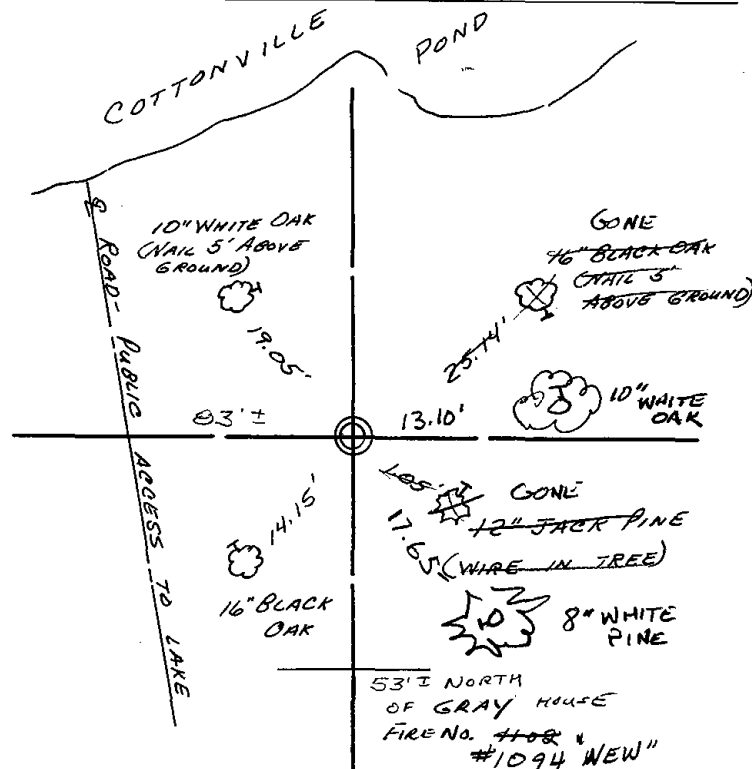 COTTONVILLE POND
10" WHITE OAK
(NAIL 5' ABOVE
GROUND)
19.05'
GONE
16" BLACK OAK
(NAIL 5'
ABOVE GROUND)
25.14'
℄ ROAD - PUBLIC ACCESS TO LAKE
83' ±
13.10'
10" WHITE
OAK
14.15'
16" BLACK
OAK
GONE
12" JACK PINE
(WIRE IN TREE)
17.65'
8" WHITE
PINE
53' ± NORTH
OF GRAY HOUSE
FIRE NO.
#1094 "NEW"